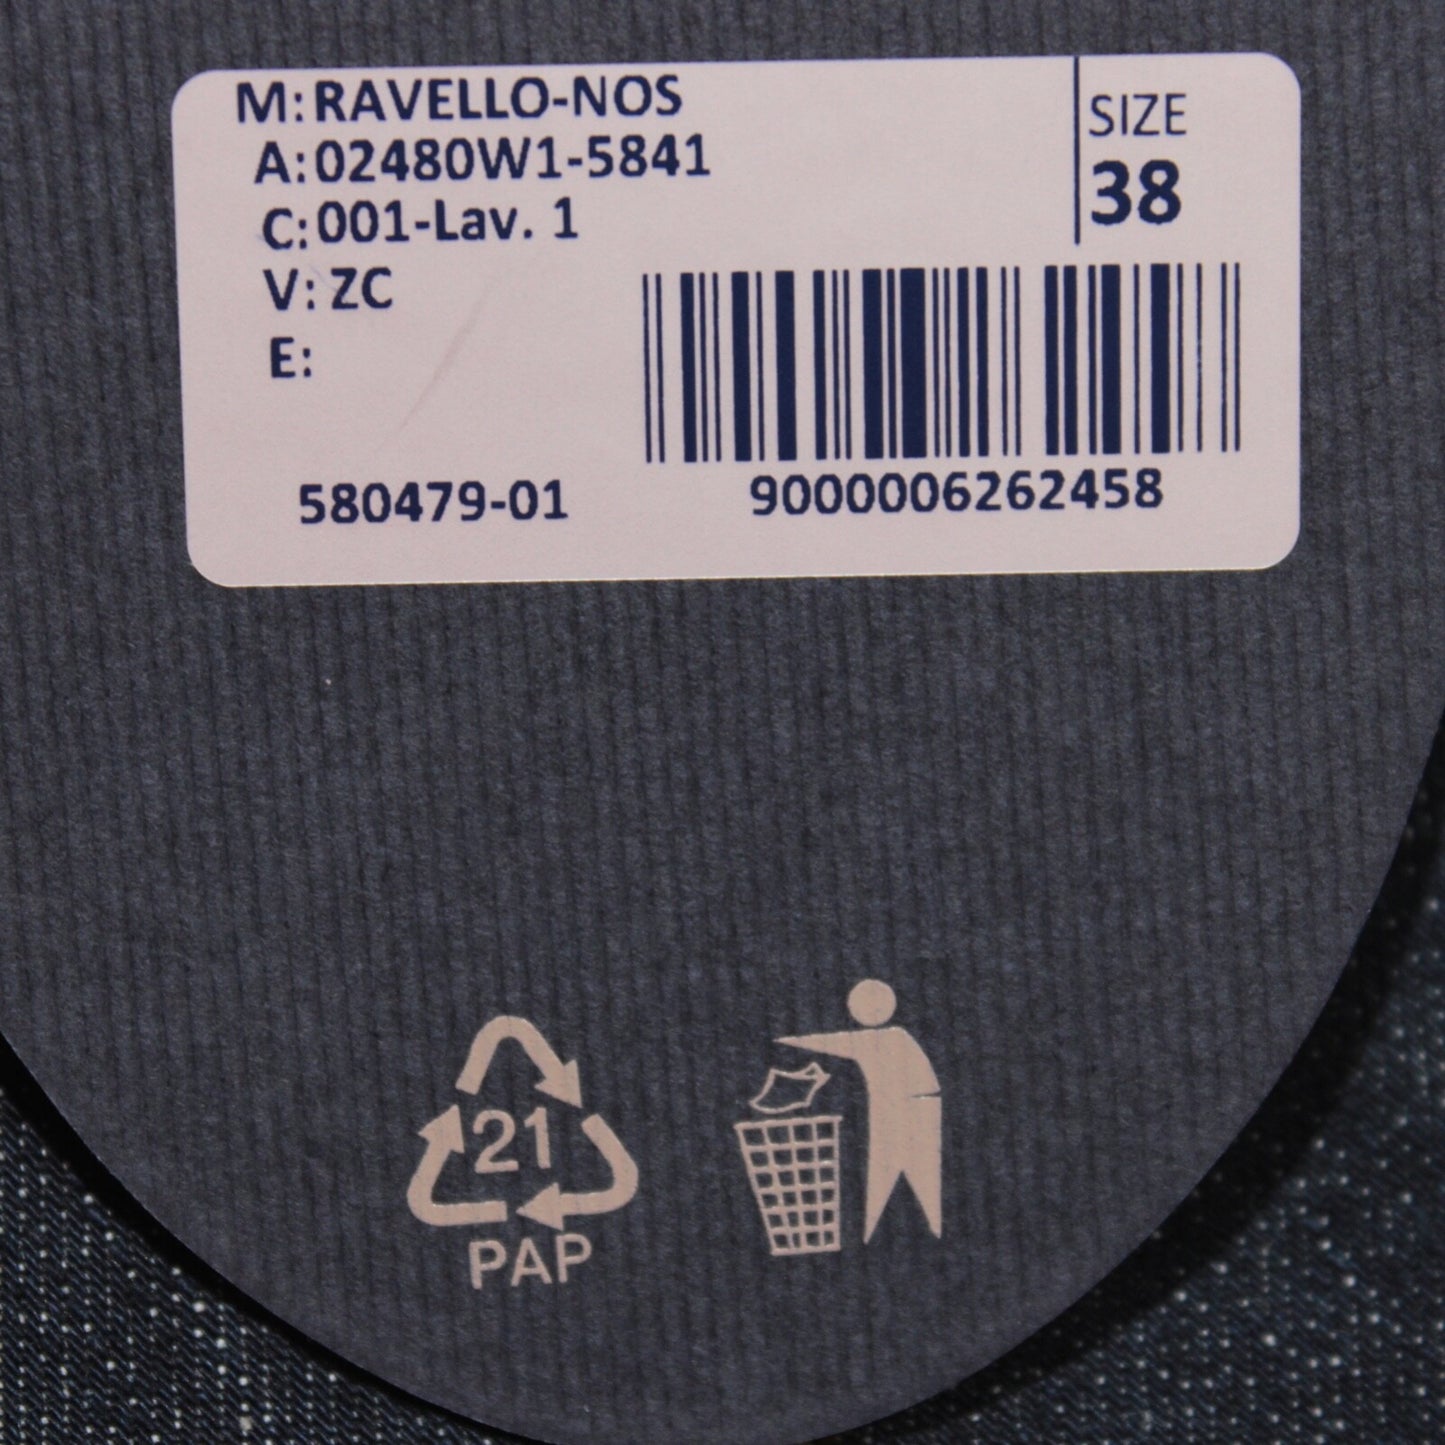 M: RAVELLO-NOS
A: 02480W1-5841
C: 001-Lav. 1
V: ZC
E:
SIZE
38
580479-01
9000006262458
21
PAP